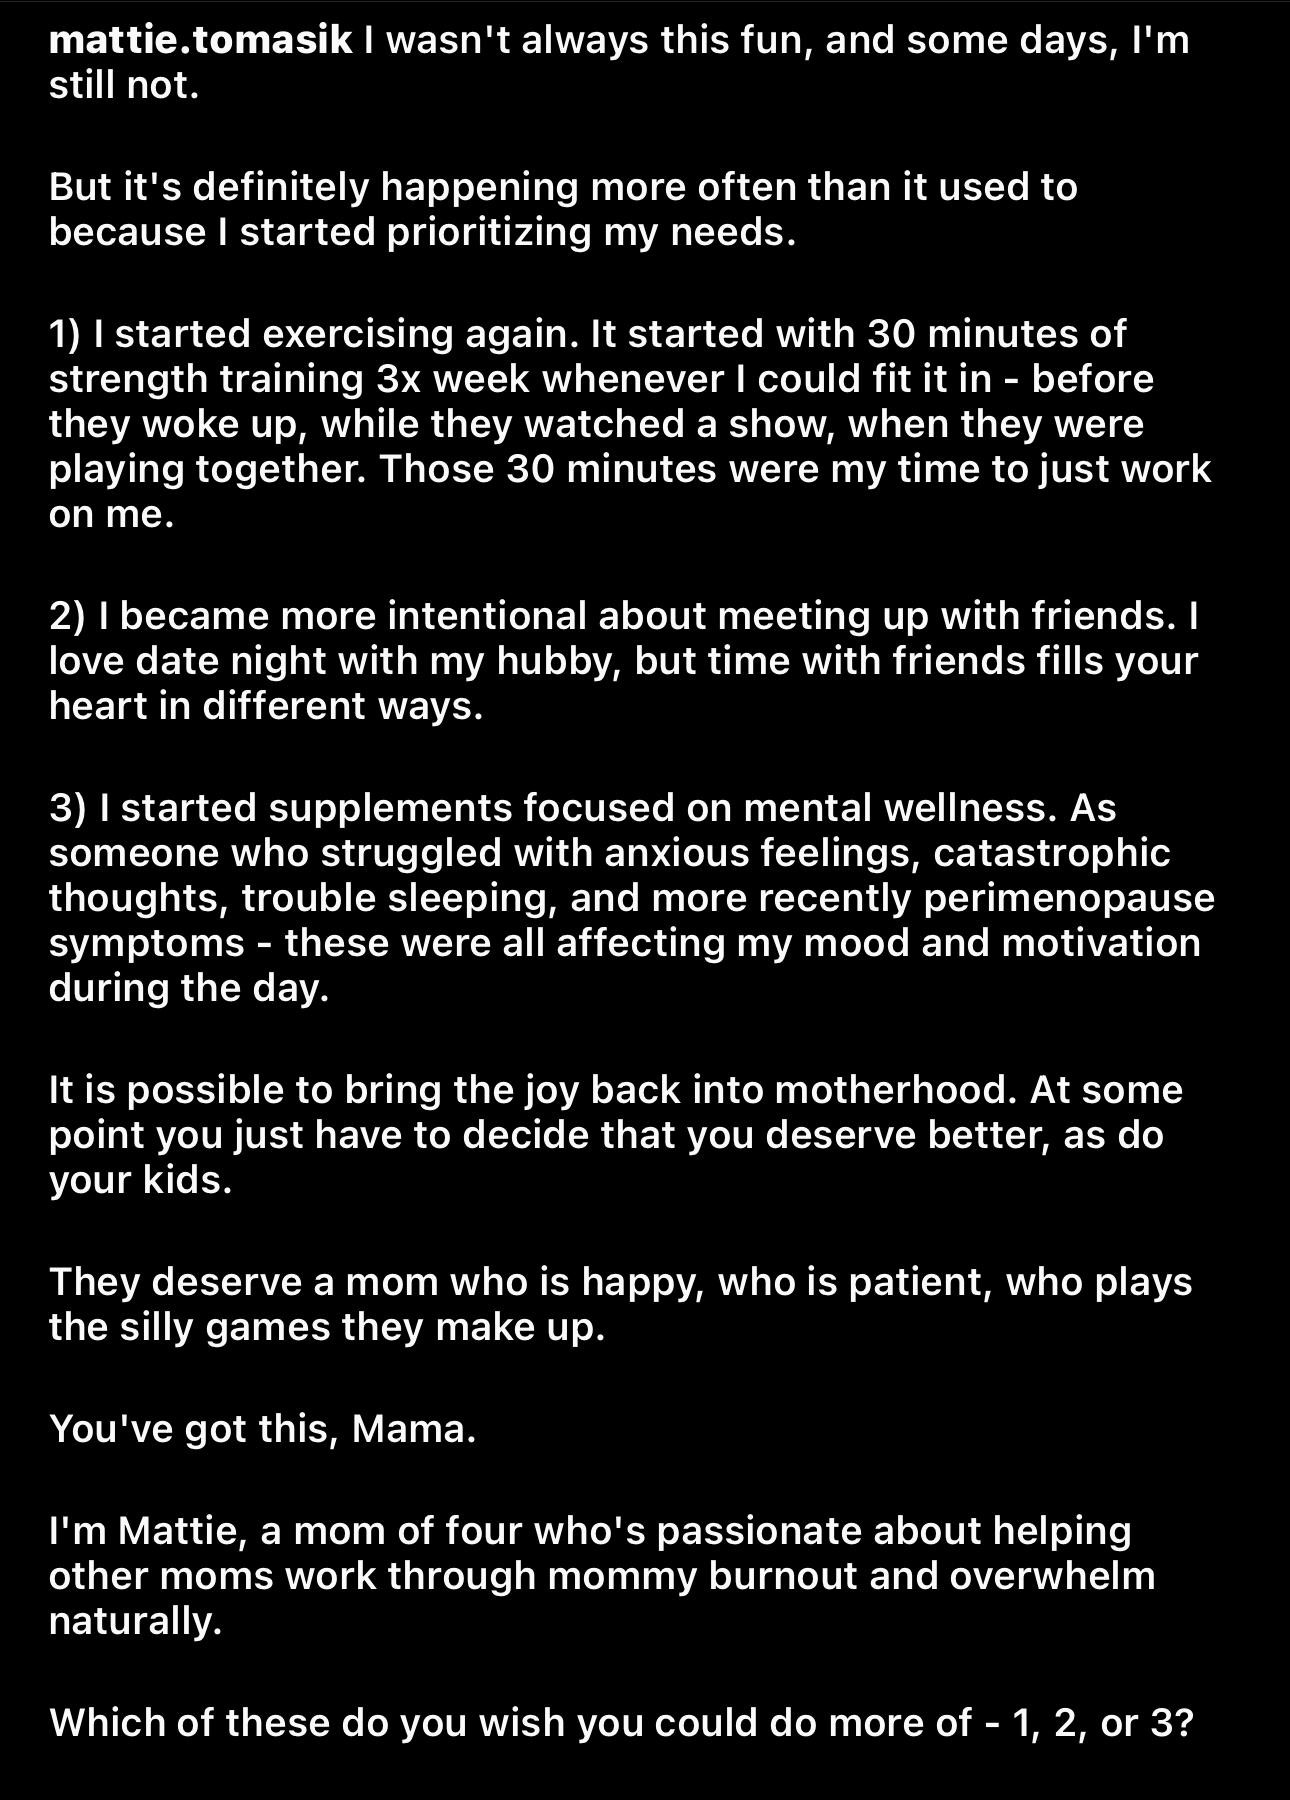 mattie.tomasik I wasn't always this fun, and some days, I'm
still not.
But it's definitely happening more often than it used to
because I started prioritizing my needs.
1) I started exercising again. It started with 30 minutes of
strength training 3x week whenever I could fit it in - before
they woke up, while they watched a show, when they were
playing together. Those 30 minutes were my time to just work
on me.
2) I became more intentional about meeting up with friends. I
love date night with my hubby, but time with friends fills your
heart in different ways.
3) I started supplements focused on mental wellness. As
someone who struggled with anxious feelings, catastrophic
thoughts, trouble sleeping, and more recently perimenopause
symptoms - these were all affecting my mood and motivation
during the day.
It is possible to bring the joy back into motherhood. At some
point you just have to decide that you deserve better, as do
your kids.
They deserve a mom who is happy, who is patient, who plays
the silly games they make up.
You've got this, Mama.
I'm Mattie, a mom of four who's passionate about helping
other moms work through mommy burnout and overwhelm
naturally.
Which of these do you wish you could do more of - 1, 2, or 3?